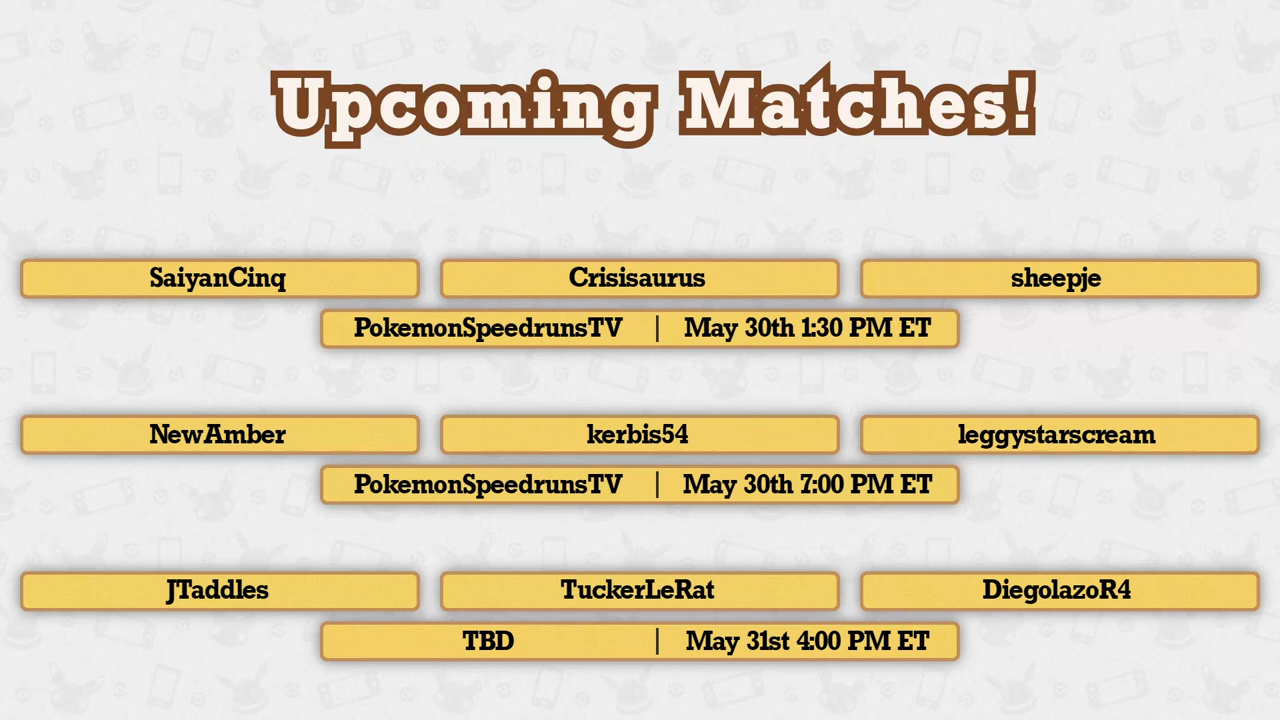 Upcoming Matches!
SaiyanCinq Crisisaurus sheepje
PokemonSpeedrunsTV | May 30th 1:30 PM ET
NewAmber kerbis54 leggystarscream
PokemonSpeedrunsTV | May 30th 7:00 PM ET
JTaddles TuckerLeRat DiegolazoR4
TBD | May 31st 4:00 PM ET